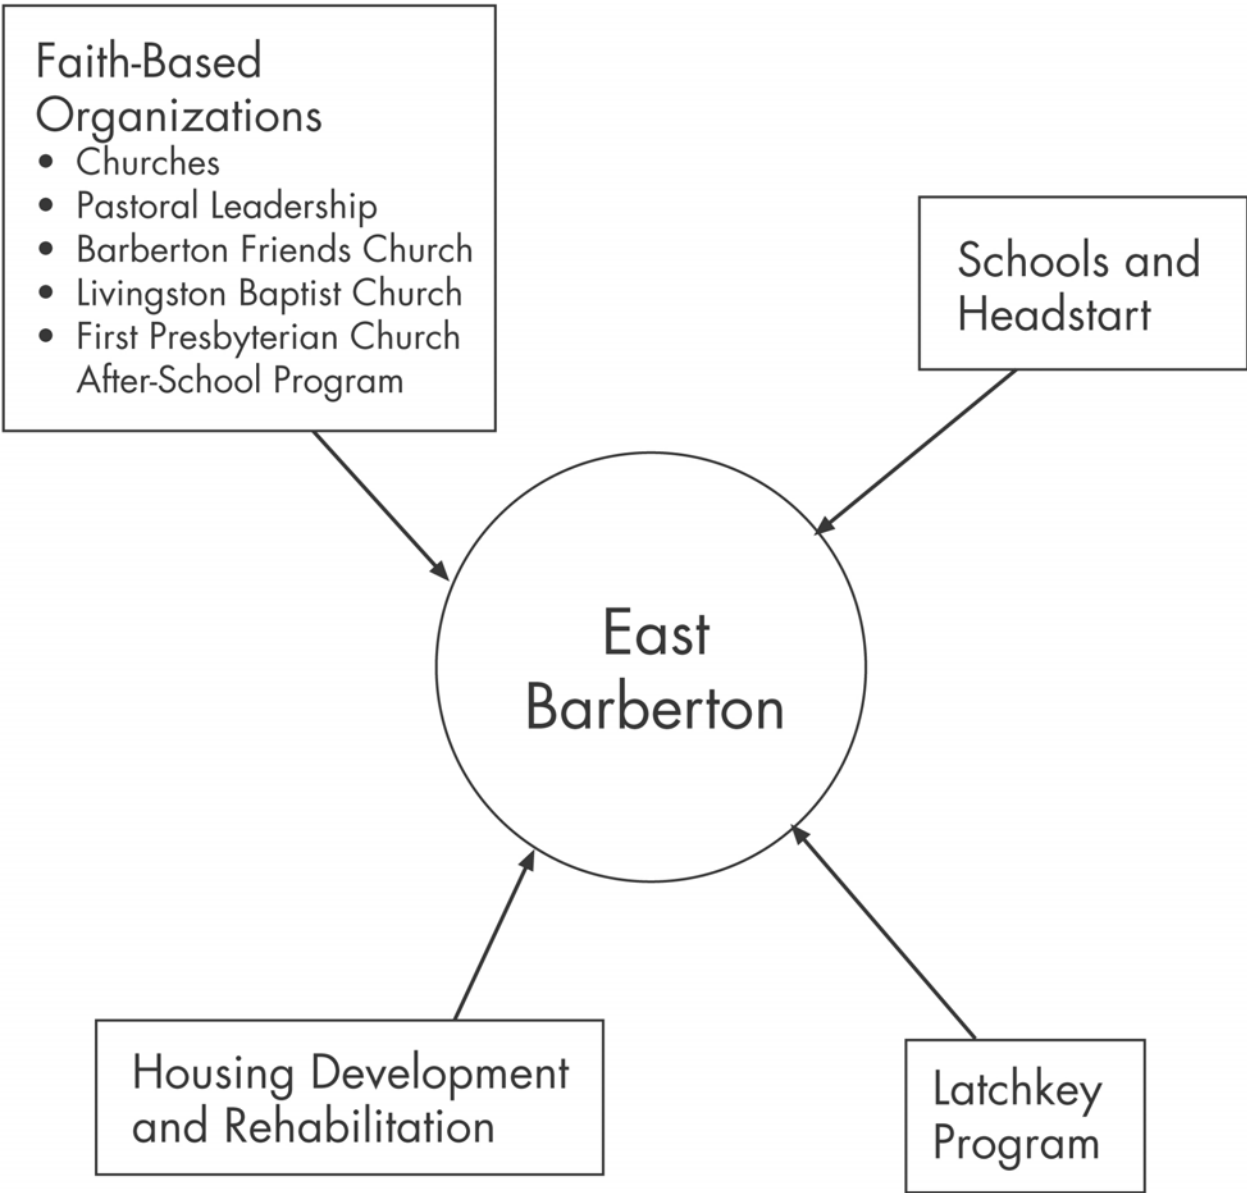 Faith-Based
Organizations
• Churches
• Pastoral Leadership
• Barberton Friends Church
• Livingston Baptist Church
• First Presbyterian Church
After-School Program
Schools and
Headstart
East
Barberton
Housing Development
and Rehabilitation
Latchkey
Program